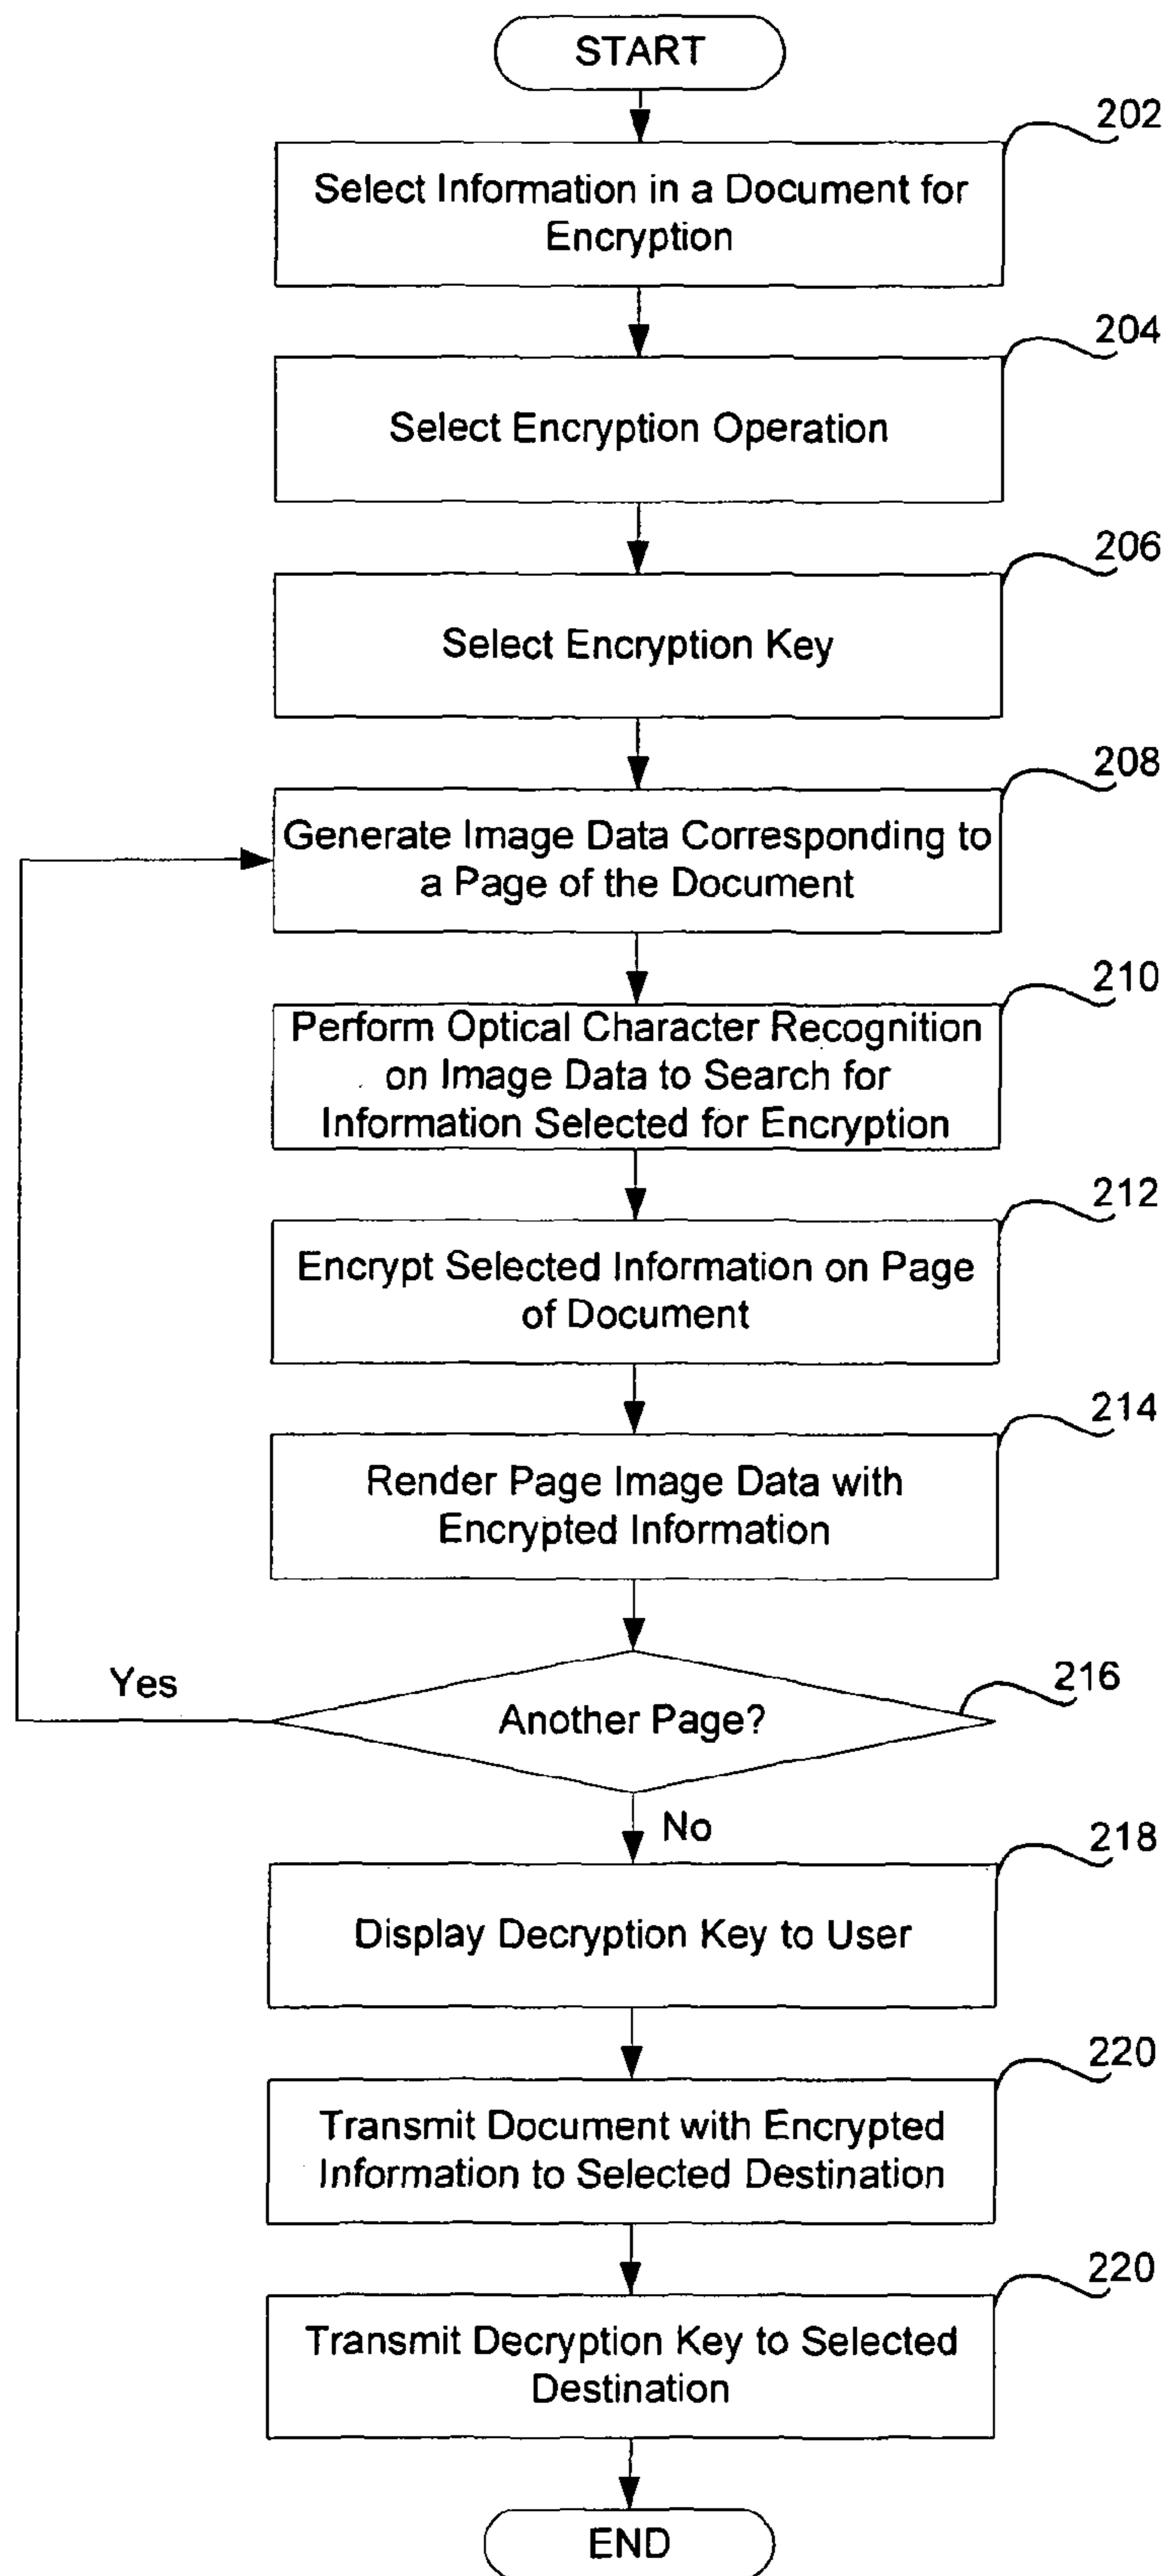 START
202
Select Information in a Document for
Encryption
204
Select Encryption Operation
206
Select Encryption Key
208
Generate Image Data Corresponding to
a Page of the Document
210
Perform Optical Character Recognition
on Image Data to Search for
Information Selected for Encryption
212
Encrypt Selected Information on Page
of Document
214
Render Page Image Data with
Encrypted Information
Yes
216
Another Page?
No
218
Display Decryption Key to User
220
Transmit Document with Encrypted
Information to Selected Destination
220
Transmit Decryption Key to Selected
Destination
END